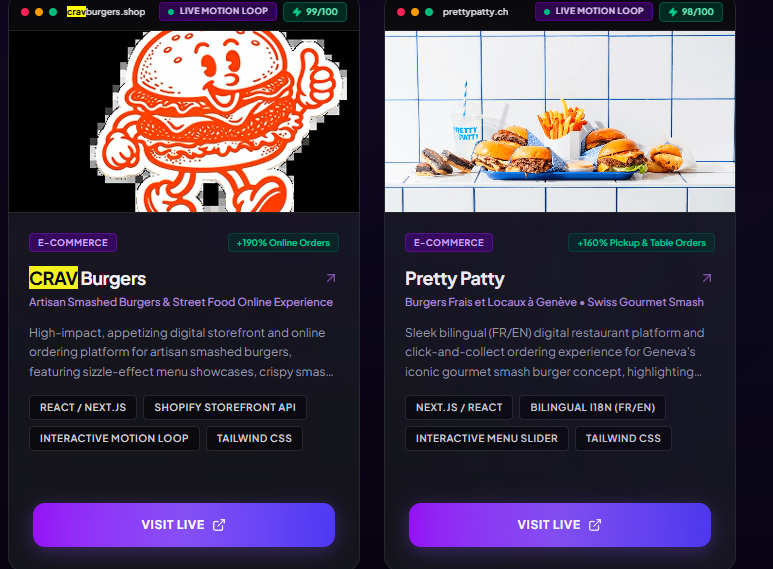 cravburgers.shop
LIVE MOTION LOOP
99/100
E-COMMERCE
+190% Online Orders
CRAV Burgers
Artisan Smashed Burgers & Street Food Online Experience
High-impact, appetizing digital storefront and online
ordering platform for artisan smashed burgers,
featuring sizzle-effect menu showcases, crispy smas...
REACT / NEXT.JS
SHOPIFY STOREFRONT API
INTERACTIVE MOTION LOOP
TAILWIND CSS
VISIT LIVE
prettypatty.ch
LIVE MOTION LOOP
98/100
PRETTY
PATTY
E-COMMERCE
+160% Pickup & Table Orders
Pretty Patty
Burgers Frais et Locaux à Genève • Swiss Gourmet Smash
Sleek bilingual (FR/EN) digital restaurant platform and
click-and-collect ordering experience for Geneva's
iconic gourmet smash burger concept, highlighting...
NEXT.JS / REACT
BILINGUAL I18N (FR/EN)
INTERACTIVE MENU SLIDER
TAILWIND CSS
VISIT LIVE